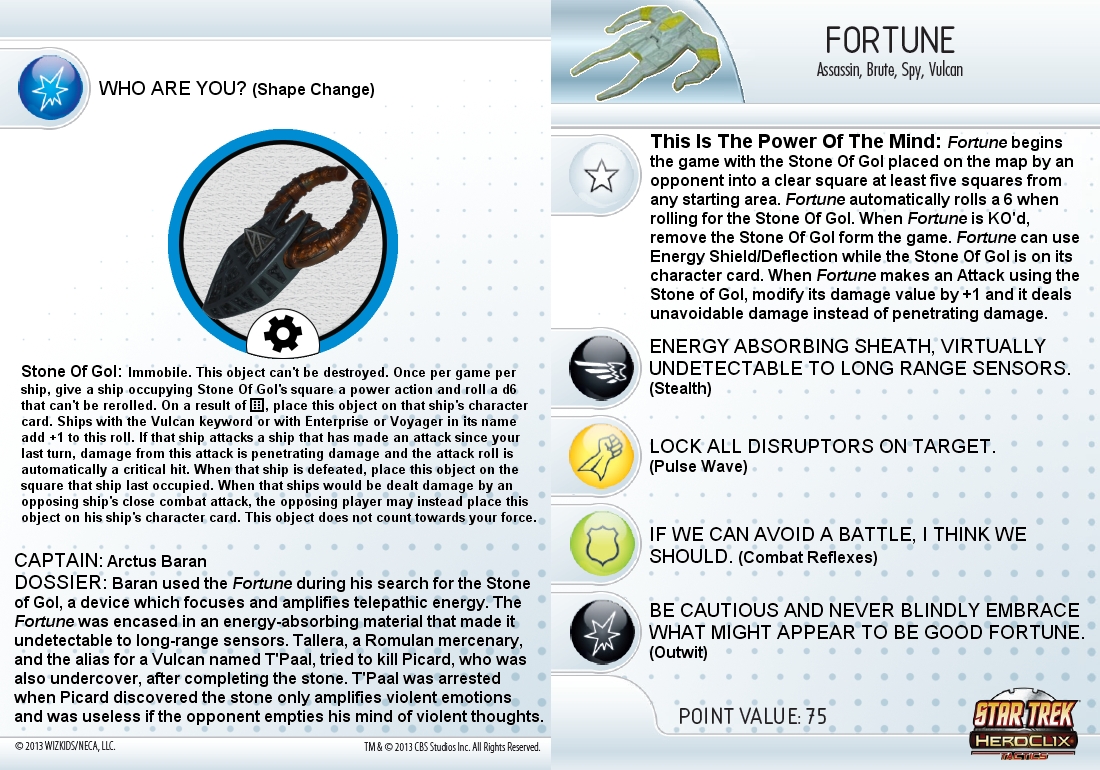 WHO ARE YOU? (Shape Change)
Stone Of Gol: Immobile. This object can't be destroyed. Once per game per
ship, give a ship occupying Stone Of Gol's square a power action and roll a d6
that can't be rerolled. On a result of ⚅, place this object on that ship's character
card. Ships with the Vulcan keyword or with Enterprise or Voyager in its name
add +1 to this roll. If that ship attacks a ship that has made an attack since your
last turn, damage from this attack is penetrating damage and the attack roll is
automatically a critical hit. When that ship is defeated, place this object on the
square that ship last occupied. When that ships would be dealt damage by an
opposing ship's close combat attack, the opposing player may instead place this
object on his ship's character card. This object does not count towards your force.
CAPTAIN: Arctus Baran
DOSSIER: Baran used the Fortune during his search for the Stone
of Gol, a device which focuses and amplifies telepathic energy. The
Fortune was encased in an energy-absorbing material that made it
undetectable to long-range sensors. Tallera, a Romulan mercenary,
and the alias for a Vulcan named T'Paal, tried to kill Picard, who was
also undercover, after completing the stone. T'Paal was arrested
when Picard discovered the stone only amplifies violent emotions
and was useless if the opponent empties his mind of violent thoughts.
© 2013 WIZKIDS/NECA, LLC.
TM & © 2013 CBS Studios Inc. All Rights Reserved.
FORTUNE
Assassin, Brute, Spy, Vulcan
This Is The Power Of The Mind: Fortune begins
the game with the Stone Of Gol placed on the map by an
opponent into a clear square at least five squares from
any starting area. Fortune automatically rolls a 6 when
rolling for the Stone Of Gol. When Fortune is KO'd,
remove the Stone Of Gol form the game. Fortune can use
Energy Shield/Deflection while the Stone Of Gol is on its
character card. When Fortune makes an Attack using the
Stone of Gol, modify its damage value by +1 and it deals
unavoidable damage instead of penetrating damage.
ENERGY ABSORBING SHEATH, VIRTUALLY
UNDETECTABLE TO LONG RANGE SENSORS.
(Stealth)
LOCK ALL DISRUPTORS ON TARGET.
(Pulse Wave)
IF WE CAN AVOID A BATTLE, I THINK WE
SHOULD. (Combat Reflexes)
BE CAUTIOUS AND NEVER BLINDLY EMBRACE
WHAT MIGHT APPEAR TO BE GOOD FORTUNE.
(Outwit)
POINT VALUE: 75
STAR TREK
HEROCLIX
TACTICS